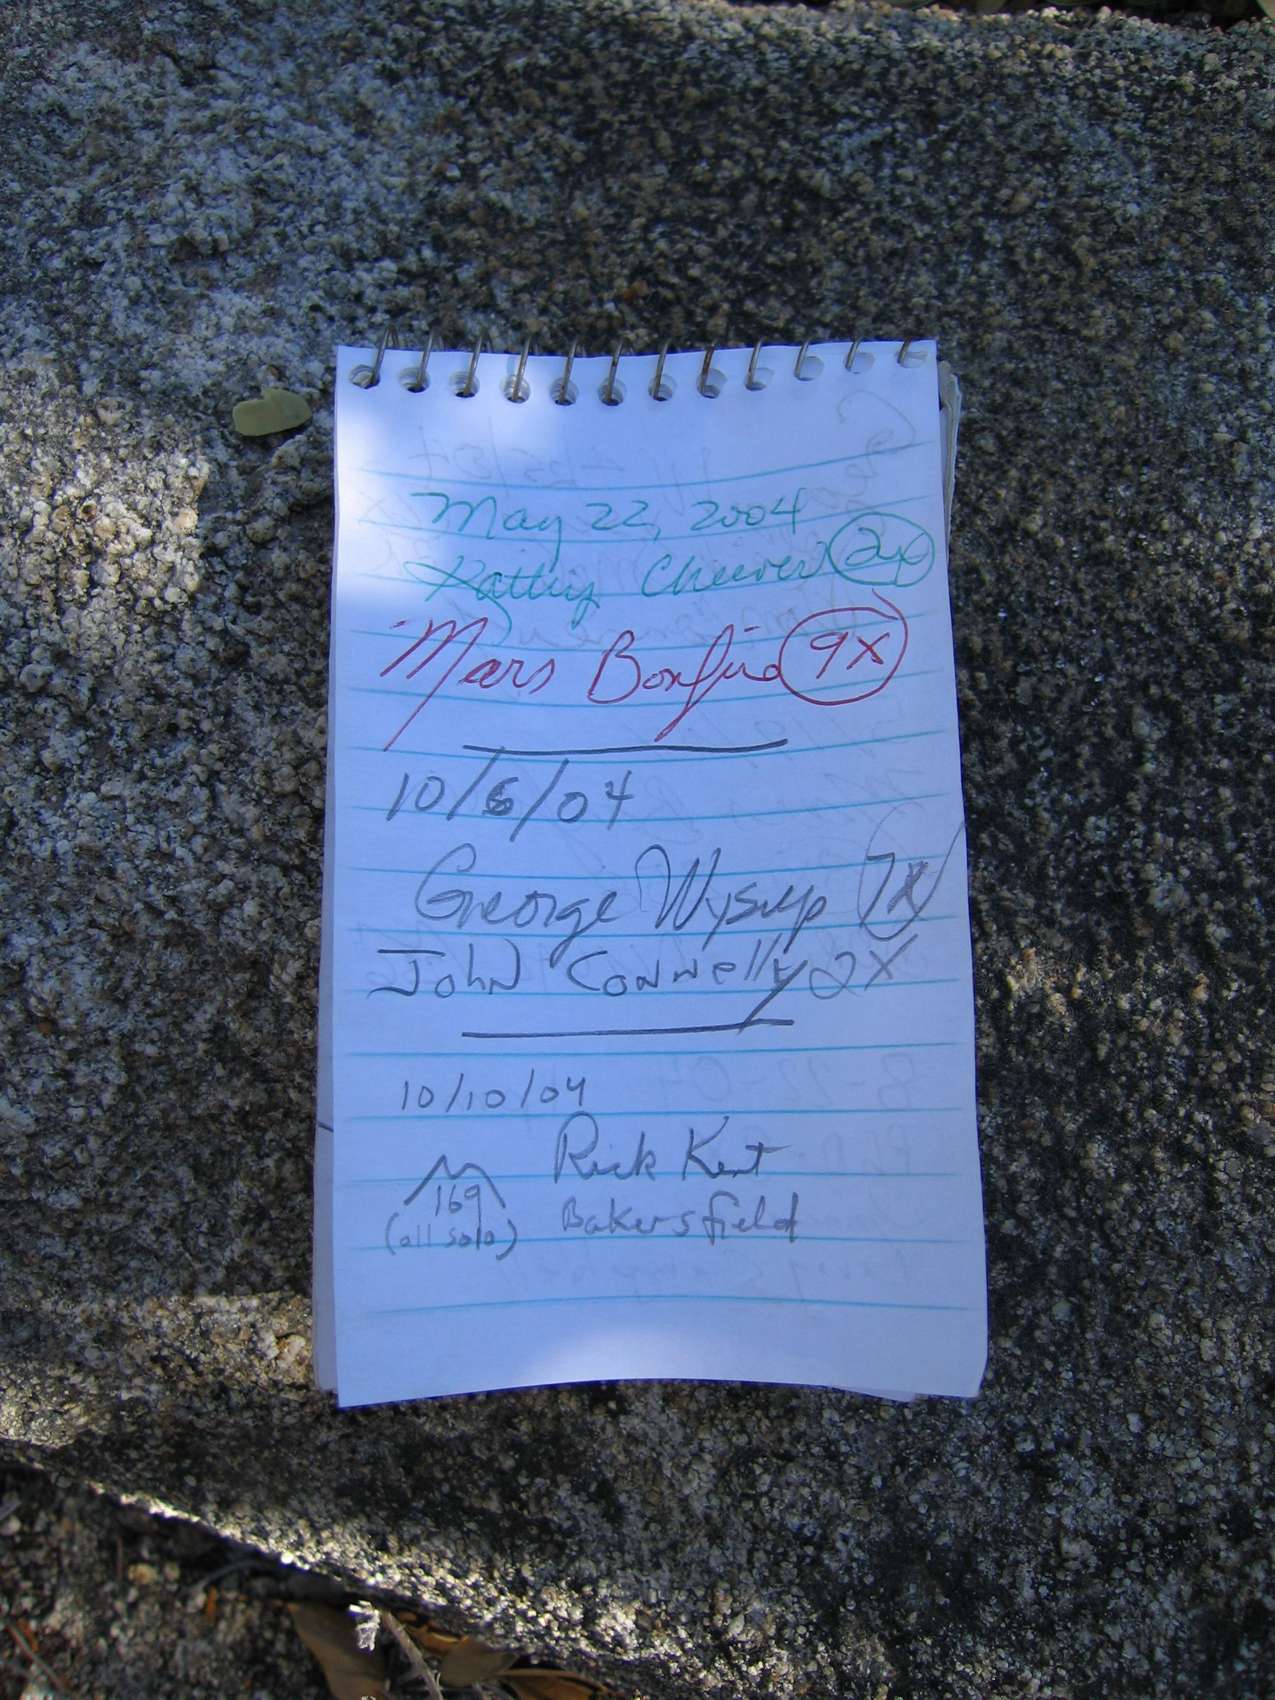 May 22, 2004
Kathy Cheever 2x
Mars Bonfire 9X
10/6/04
George Wysup 7X
John Connelly 2X
10/10/04
Rick Kent
169
(all solo) Bakersfield